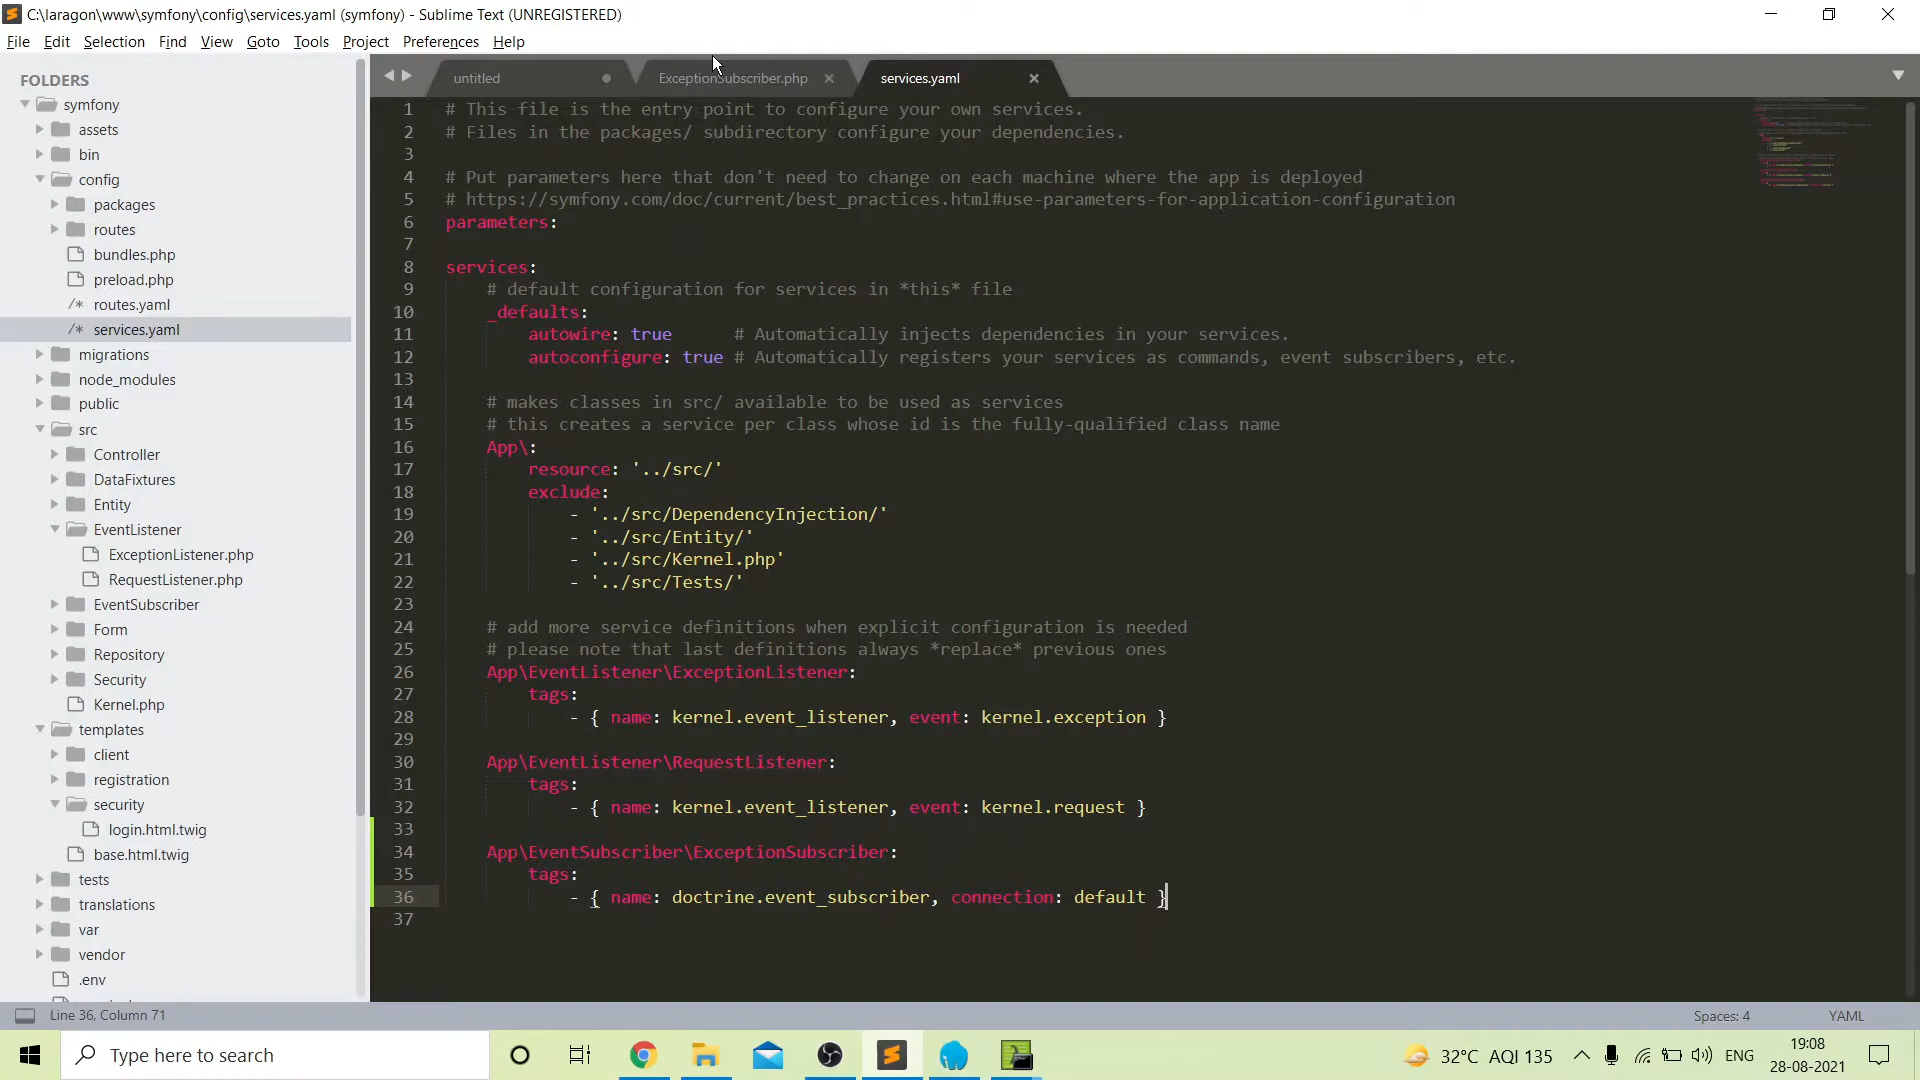 C:\laragon\www\symfony\config\services.yaml (symfony) - Sublime Text (UNREGISTERED)
File Edit Selection Find View Goto Tools Project Preferences Help
FOLDERS
symfony
assets
bin
config
packages
routes
bundles.php
preload.php
/* routes.yaml
/* services.yaml
migrations
node_modules
public
src
Controller
DataFixtures
Entity
EventListener
ExceptionListener.php
RequestListener.php
EventSubscriber
Form
Repository
Security
Kernel.php
templates
client
registration
security
login.html.twig
base.html.twig
tests
translations
var
vendor
.env
untitled ExceptionSubscriber.php services.yaml
1 # This file is the entry point to configure your own services.
2 # Files in the packages/ subdirectory configure your dependencies.
3
4 # Put parameters here that don't need to change on each machine where the app is deployed
5 # https://symfony.com/doc/current/best_practices.html#use-parameters-for-application-configuration
6 parameters:
7
8 services:
9 # default configuration for services in *this* file
10 _defaults:
11 autowire: true # Automatically injects dependencies in your services.
12 autoconfigure: true # Automatically registers your services as commands, event subscribers, etc.
13
14 # makes classes in src/ available to be used as services
15 # this creates a service per class whose id is the fully-qualified class name
16 App\:
17 resource: '../src/'
18 exclude:
19 - '../src/DependencyInjection/'
20 - '../src/Entity/'
21 - '../src/Kernel.php'
22 - '../src/Tests/'
23
24 # add more service definitions when explicit configuration is needed
25 # please note that last definitions always *replace* previous ones
26 App\EventListener\ExceptionListener:
27 tags:
28 - { name: kernel.event_listener, event: kernel.exception }
29
30 App\EventListener\RequestListener:
31 tags:
32 - { name: kernel.event_listener, event: kernel.request }
33
34 App\EventSubscriber\ExceptionSubscriber:
35 tags:
36 - { name: doctrine.event_subscriber, connection: default }
37
Line 36, Column 71 Spaces: 4 YAML
Type here to search
32°C AQI 135 ENG
19:08
28-08-2021